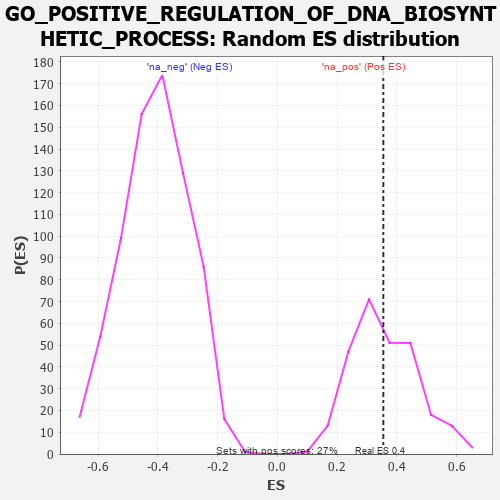 GO_POSITIVE_REGULATION_OF_DNA_BIOSYNT
HETIC_PROCESS: Random ES distribution
'na_neg' (Neg ES) 'na_pos' (Pos ES)
180
170
160
150
140
130
120
110
100
90
80
70
60
50
40
30
20
10
0
P(ES)
Sets with pos scores: 27% Real ES 0.4
-0.6 -0.4 -0.2 0.0 0.2 0.4 0.6
ES